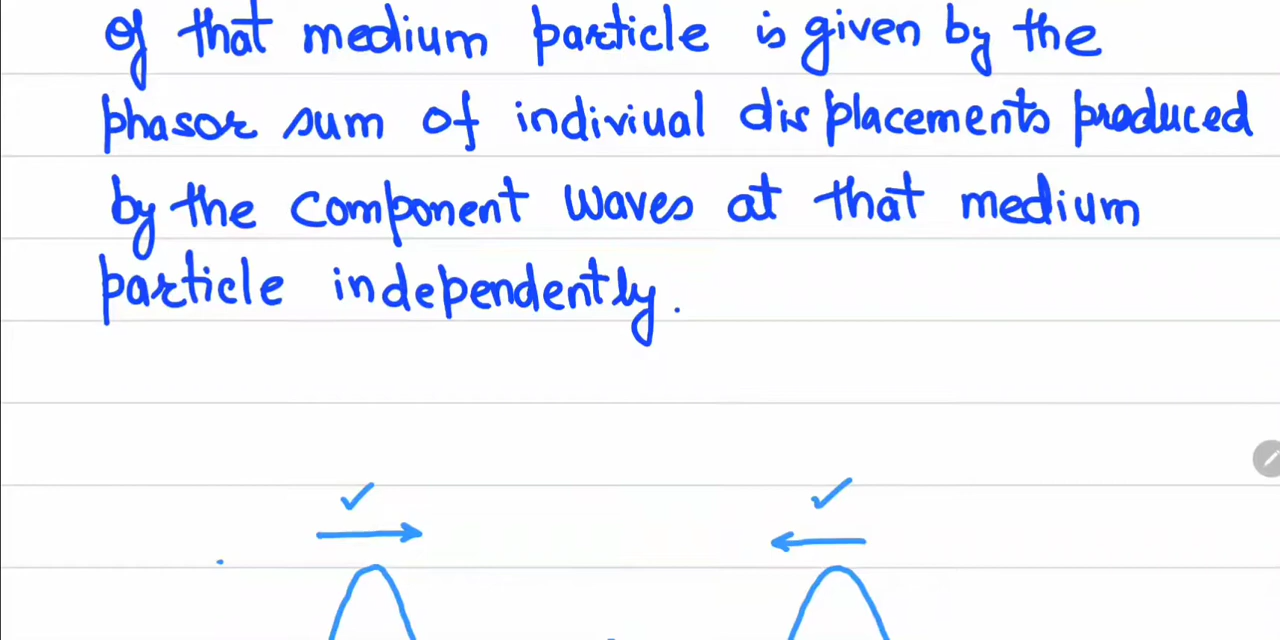 of that medium particle is given by the
phasor sum of indiviual displacements produced
by the component waves at that medium
particle independently.